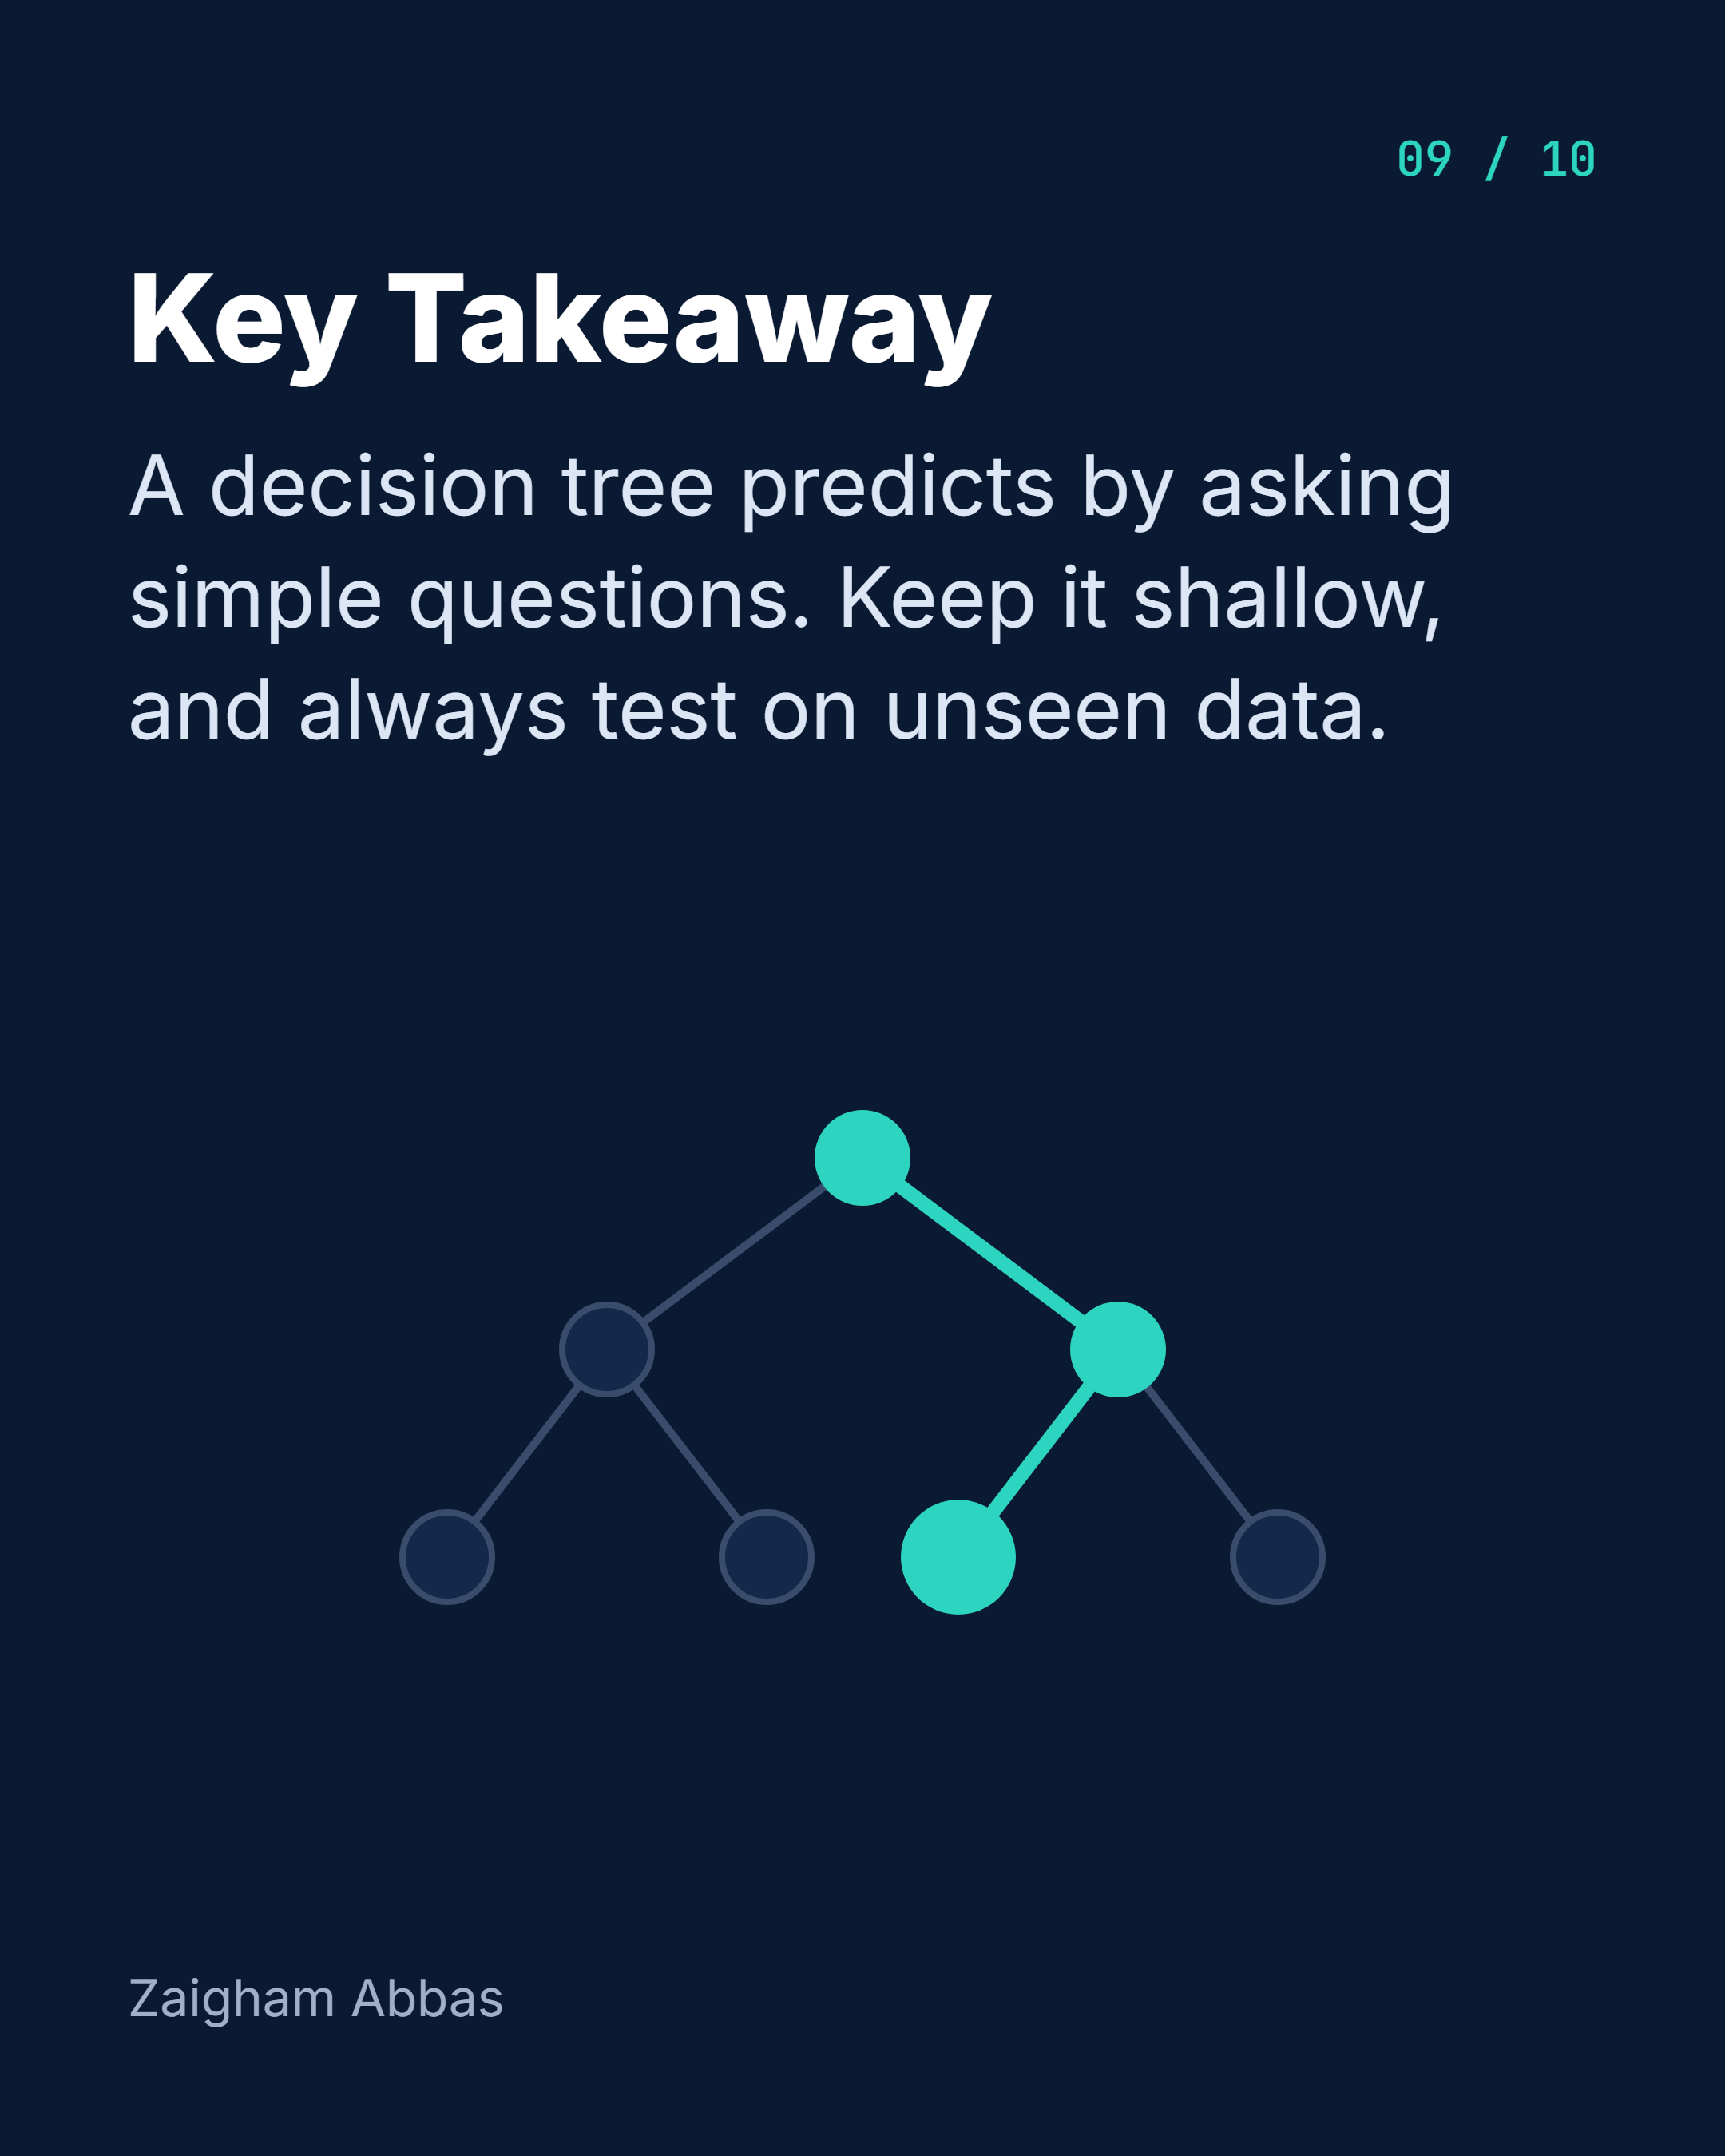 09 / 10
Key Takeaway
A decision tree predicts by asking
simple questions. Keep it shallow,
and always test on unseen data.
Zaigham Abbas